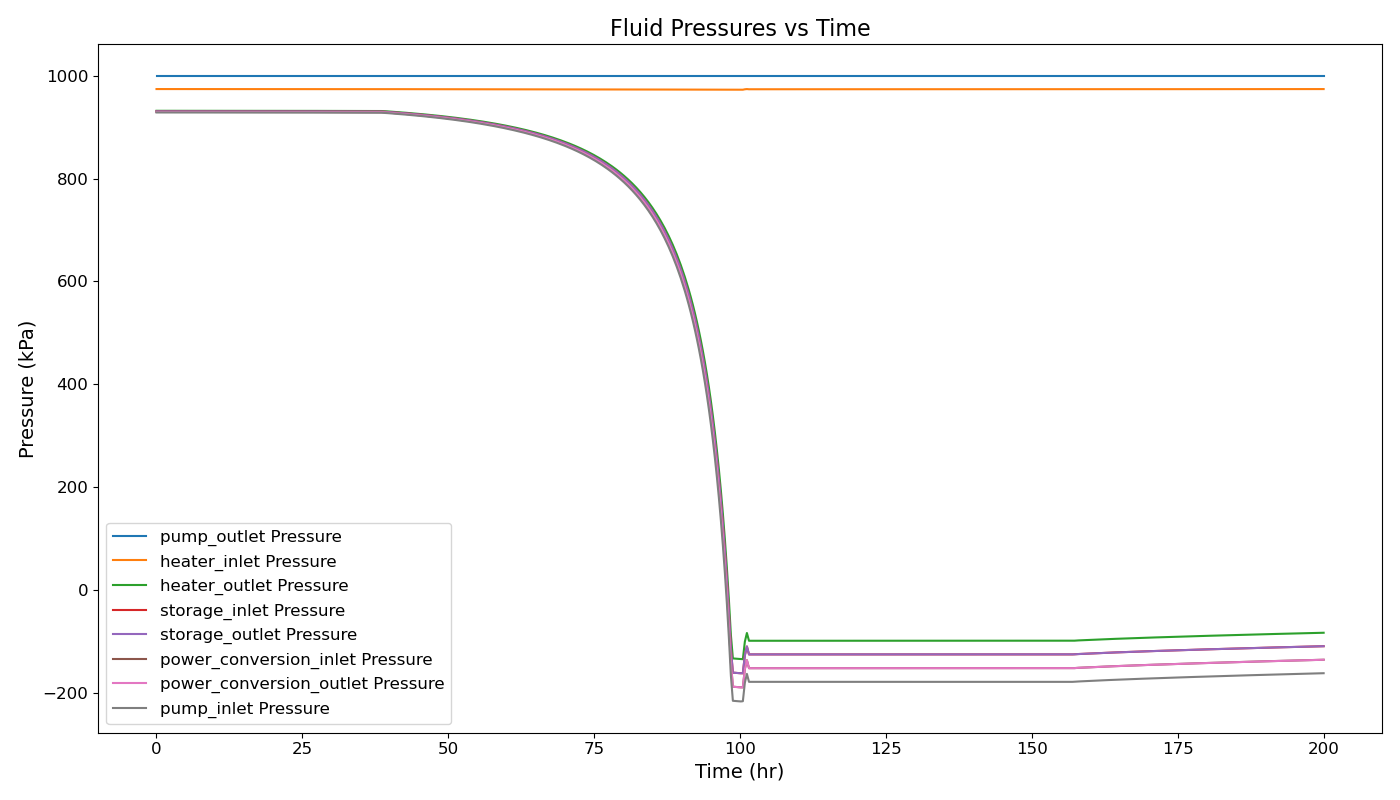 Fluid Pressures vs Time
Pressure (kPa)
1000
800
600
400
200
0
−200
pump_outlet Pressure
heater_inlet Pressure
heater_outlet Pressure
storage_inlet Pressure
storage_outlet Pressure
power_conversion_inlet Pressure
power_conversion_outlet Pressure
pump_inlet Pressure
0 25 50 75 100 125 150 175 200
Time (hr)